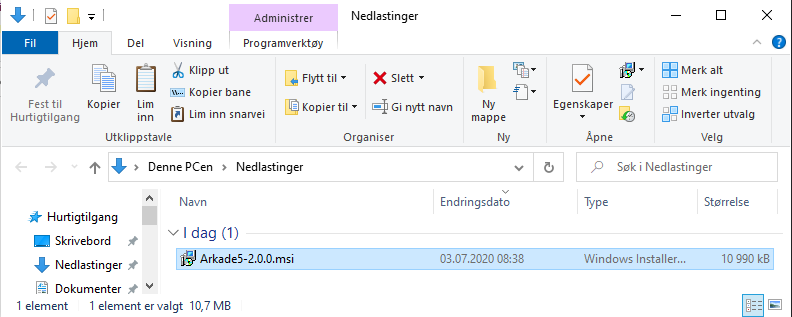 Administrer
Nedlastinger
Fil
Hjem
Del
Visning
Programverktøy
Fest til
Hurtigtilgang
Kopier
Lim
inn
Klipp ut
Kopier bane
Lim inn snarvei
Utklippstavle
Flytt til
Kopier til
Slett
Gi nytt navn
Organiser
Ny
mappe
Ny
Egenskaper
Åpne
Merk alt
Merk ingenting
Inverter utvalg
Velg
Denne PCen
Nedlastinger
Søk i Nedlastinger
Navn
Endringsdato
Type
Størrelse
Hurtigtilgang
Skrivebord
Nedlastinger
Dokumenter
I dag (1)
Arkade5-2.0.0.msi
03.07.2020 08:38
Windows Installer...
10 990 kB
1 element
1 element er valgt
10,7 MB